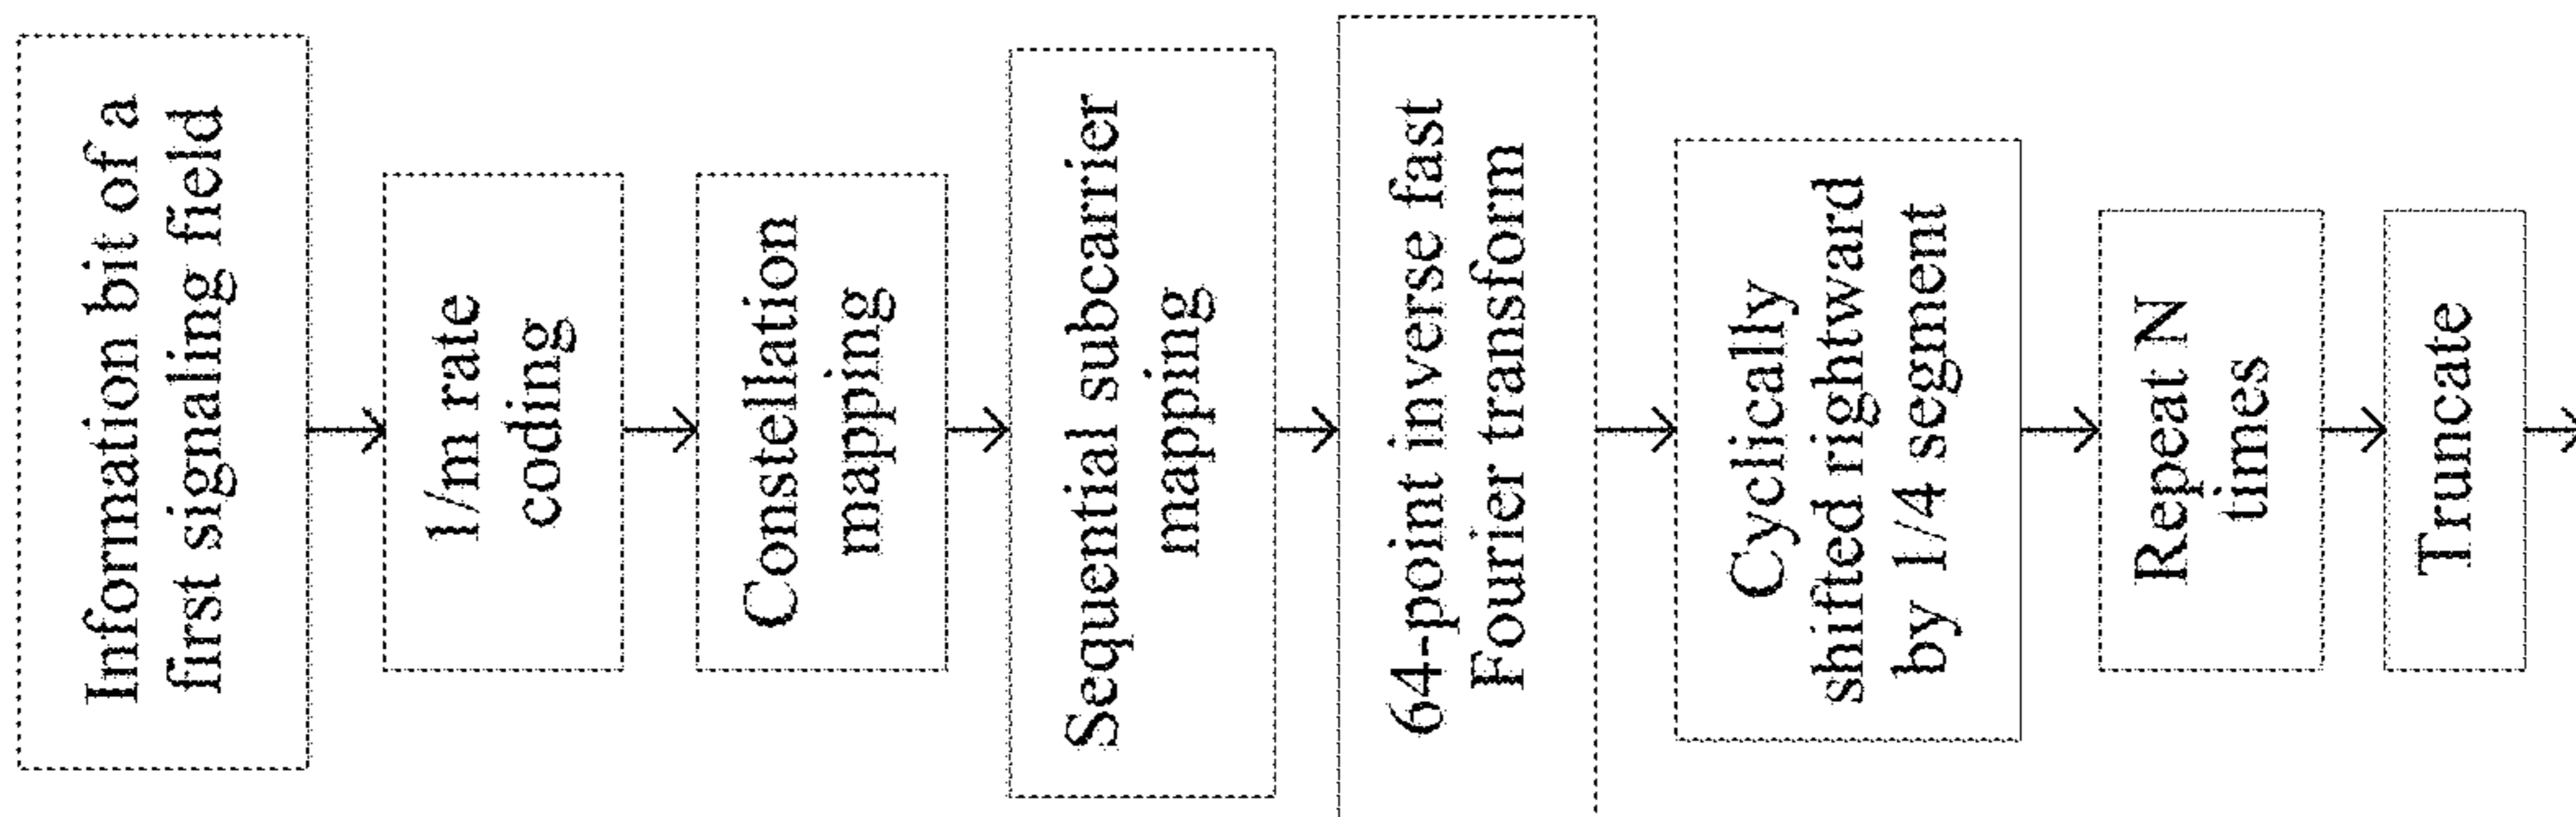 Information bit of a
first signaling field
1/m rate
coding
Constellation
mapping
Sequential subcarrier
mapping
64-point inverse fast
Fourier transform
Cyclically
shifted rightward
by 1/4 segment
Repeat N
times
Truncate